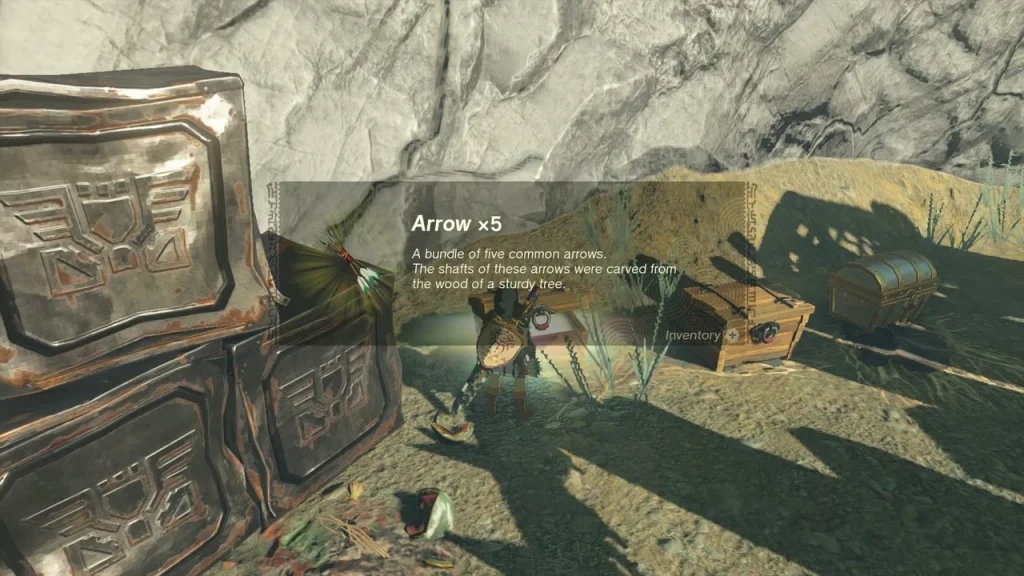 Arrow ×5
A bundle of five common arrows.
The shafts of these arrows were carved from
the wood of a sturdy tree.
Inventory